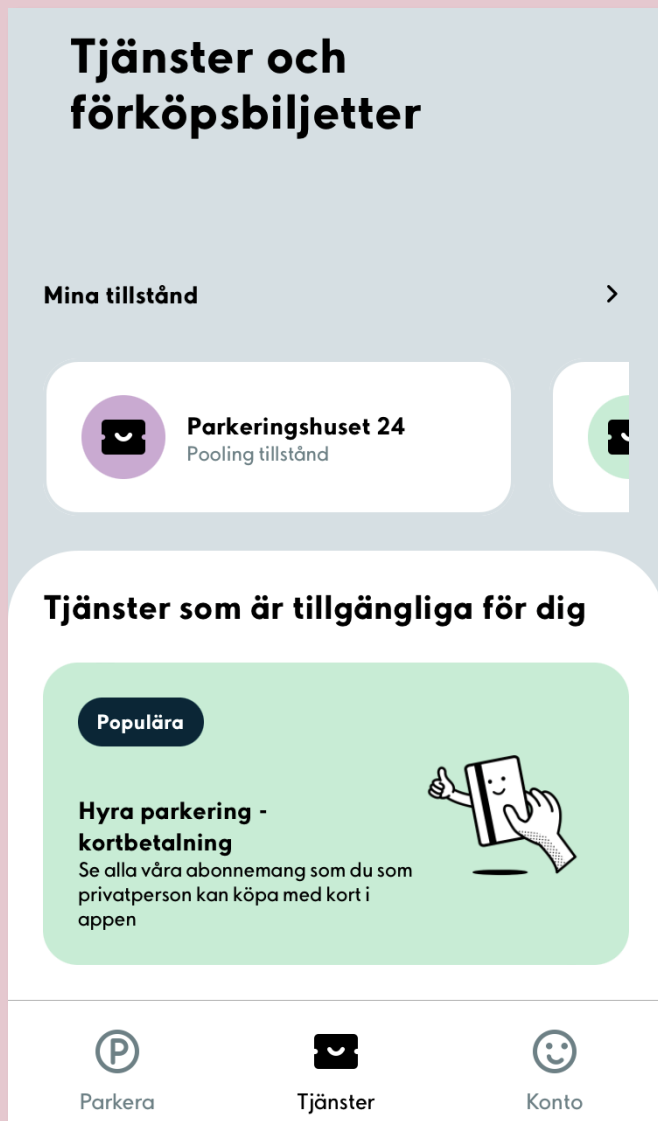 Tjänster och
förköpsbiljetter
Mina tillstånd
Parkeringshuset 24
Pooling tillstånd
Tjänster som är tillgängliga för dig
Populära
Hyra parkering -
kortbetalning
Se alla våra abonnemang som du som
privatperson kan köpa med kort i
appen
P
Parkera
Tjänster
Konto